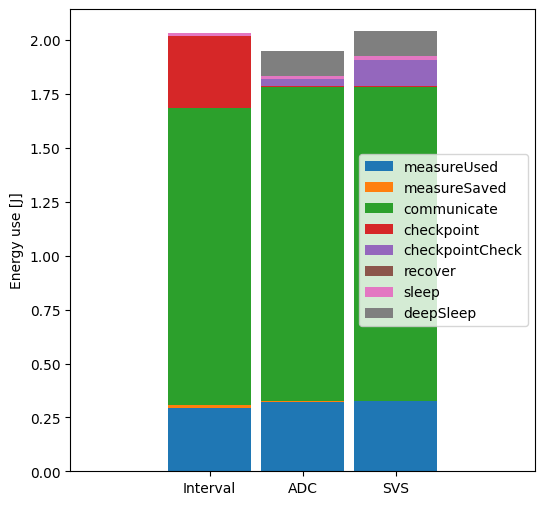 2.00
1.75
1.50
1.25
1.00
0.75
0.50
0.25
0.00
Energy use [J]
measureUsed
measureSaved
communicate
checkpoint
checkpointCheck
recover
sleep
deepSleep
Interval
ADC
SVS